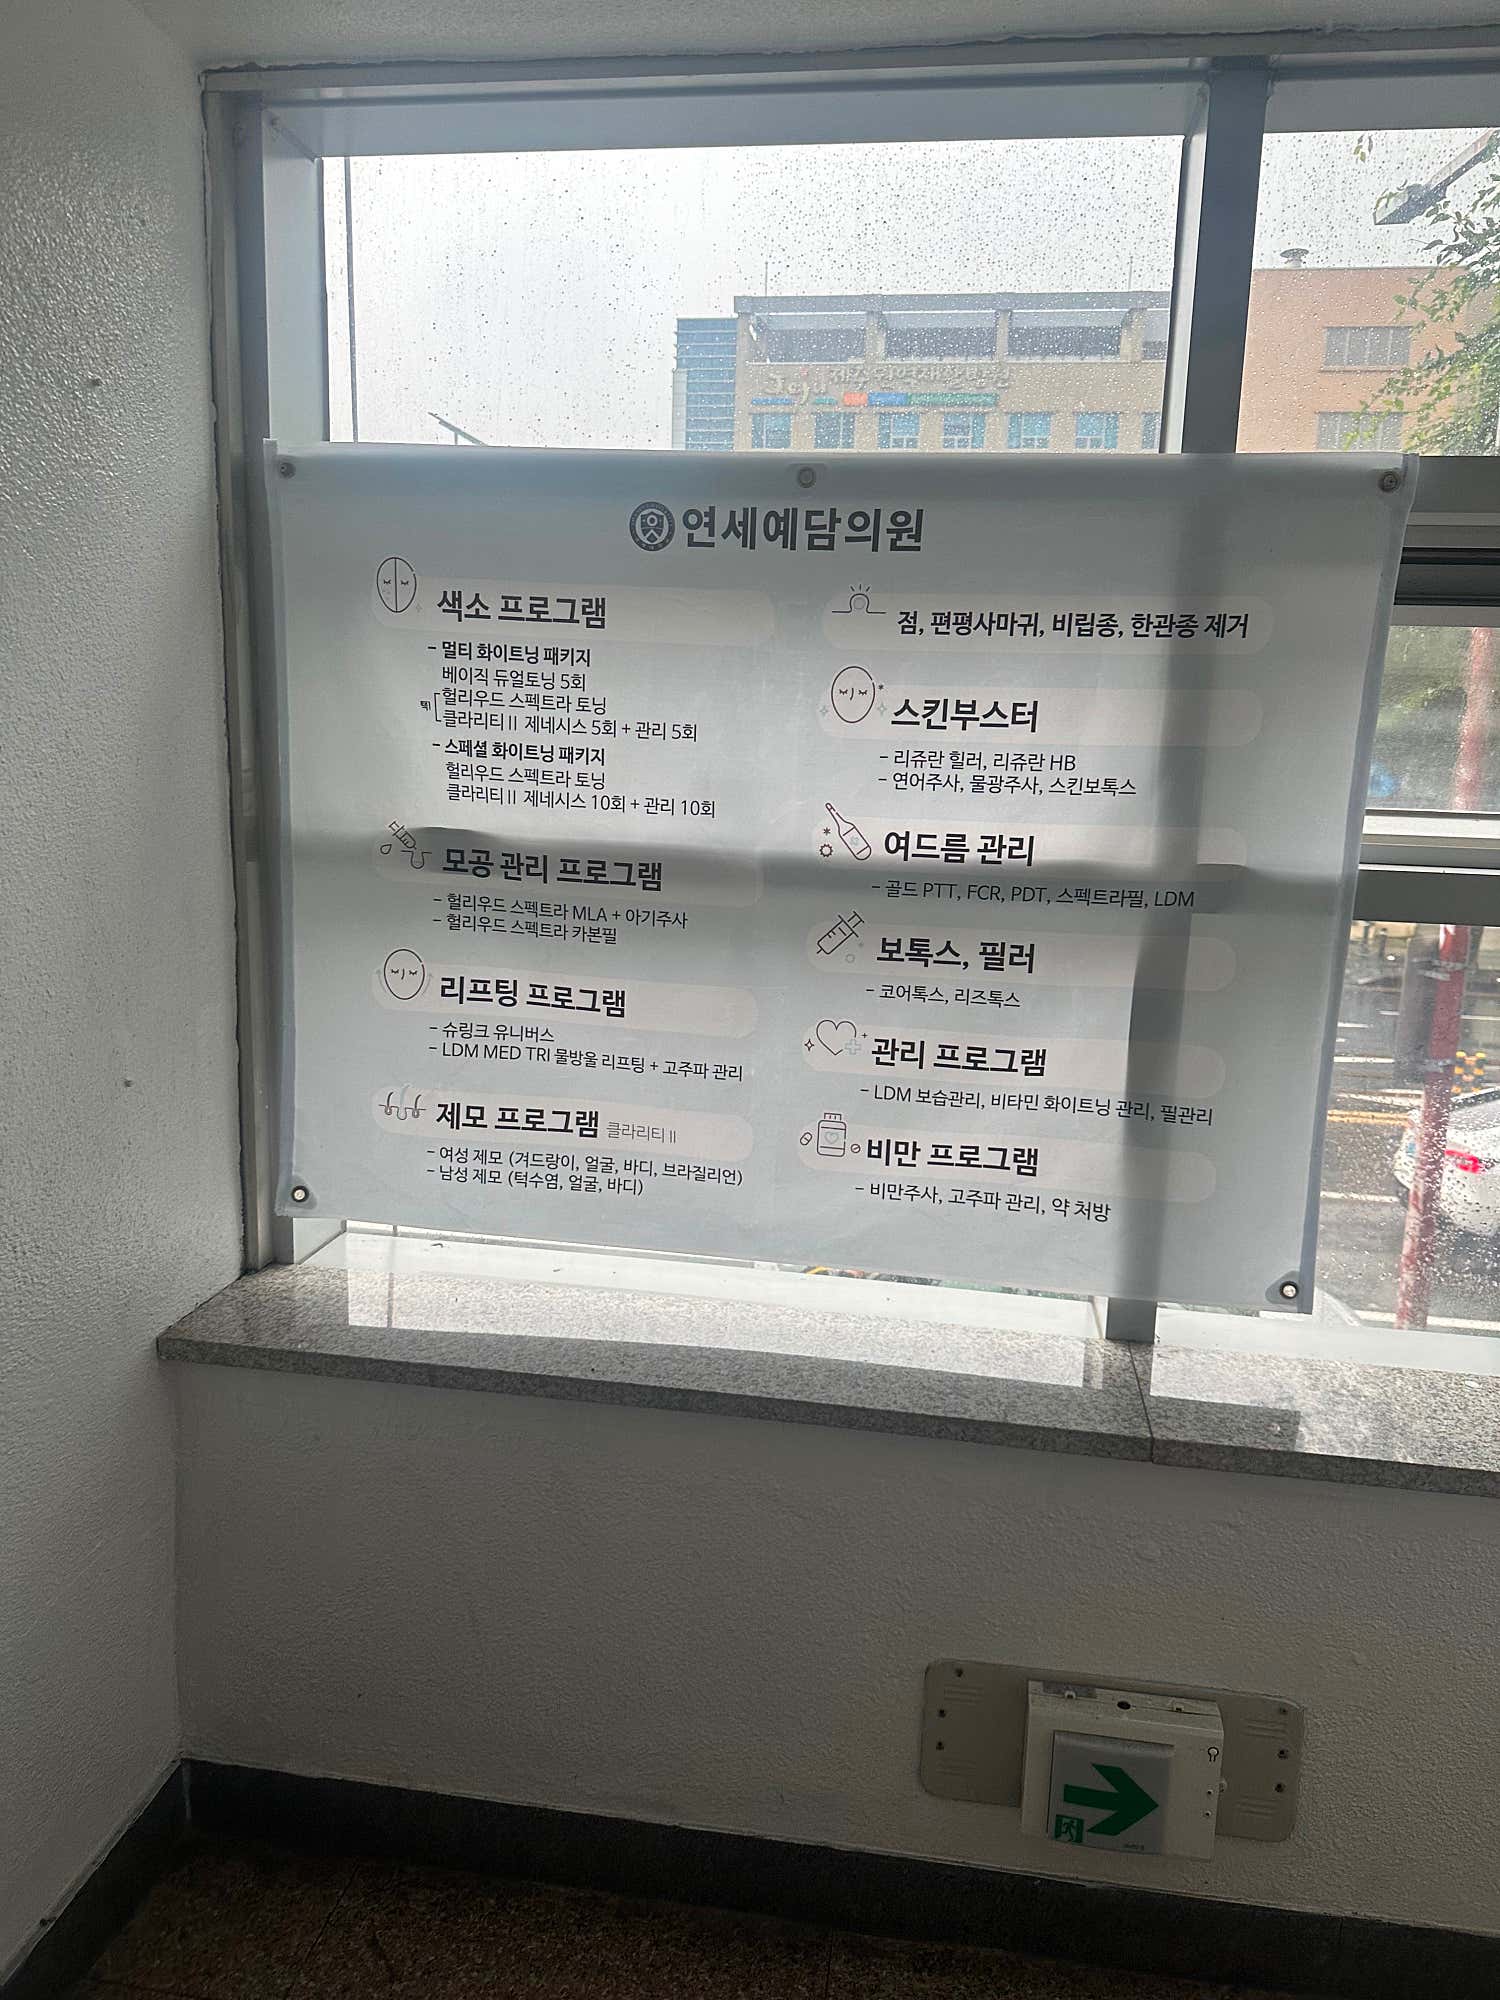 제주권역재활병원
연세예담의원
색소 프로그램
- 멀티 화이트닝 패키지
베이직 듀얼토닝 5회
택1
헐리우드 스펙트라 토닝
클라리티 II 제네시스 5회 + 관리 5회
- 스페셜 화이트닝 패키지
헐리우드 스펙트라 토닝
클라리티 II 제네시스 10회 + 관리 10회
모공 관리 프로그램
- 헐리우드 스펙트라 MLA + 아기주사
- 헐리우드 스펙트라 카본필
리프팅 프로그램
- 슈링크 유니버스
- LDM MED TRI 물방울 리프팅 + 고주파 관리
제모 프로그램 클라리티 II
- 여성 제모 (겨드랑이, 얼굴, 바디, 브라질리언)
- 남성 제모 (턱수염, 얼굴, 바디)
점, 편평사마귀, 비립종, 한관종 제거
스킨부스터
- 리쥬란 힐러, 리쥬란 HB
- 연어주사, 물광주사, 스킨보톡스
여드름 관리
- 골드 PTT, FCR, PDT, 스펙트라필, LDM
보톡스, 필러
- 코어톡스, 리즈톡스
관리 프로그램
- LDM 보습관리, 비타민 화이트닝 관리, 필관리
비만 프로그램
- 비만주사, 고주파 관리, 약 처방